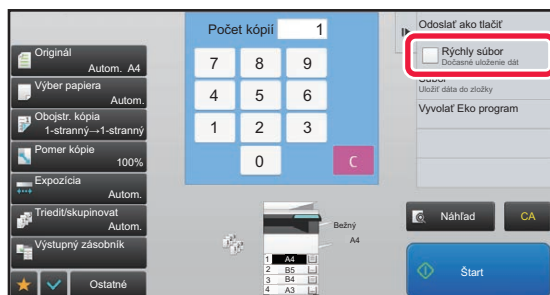 Počet kópií 1
7 8 9
4 5 6
1 2 3
0 C
Originál
Autom. A4
Výber papiera
Autom.
Obojstr. kópia
1-stranný→1-stranný
Pomer kópie
100%
Expozícia
Autom.
Triediť/skupinovat
Autom.
Výstupný zásobník
Ostatné
Bežný
A4
1 A4
2 B5
3 B4
4 A3
Odoslať ako tlačiť
Rýchly súbor
Dočasné uloženie dát
Súbor
Uložiť dáta do zložky
Vyvolať Eko program
Náhľad
CA
Štart